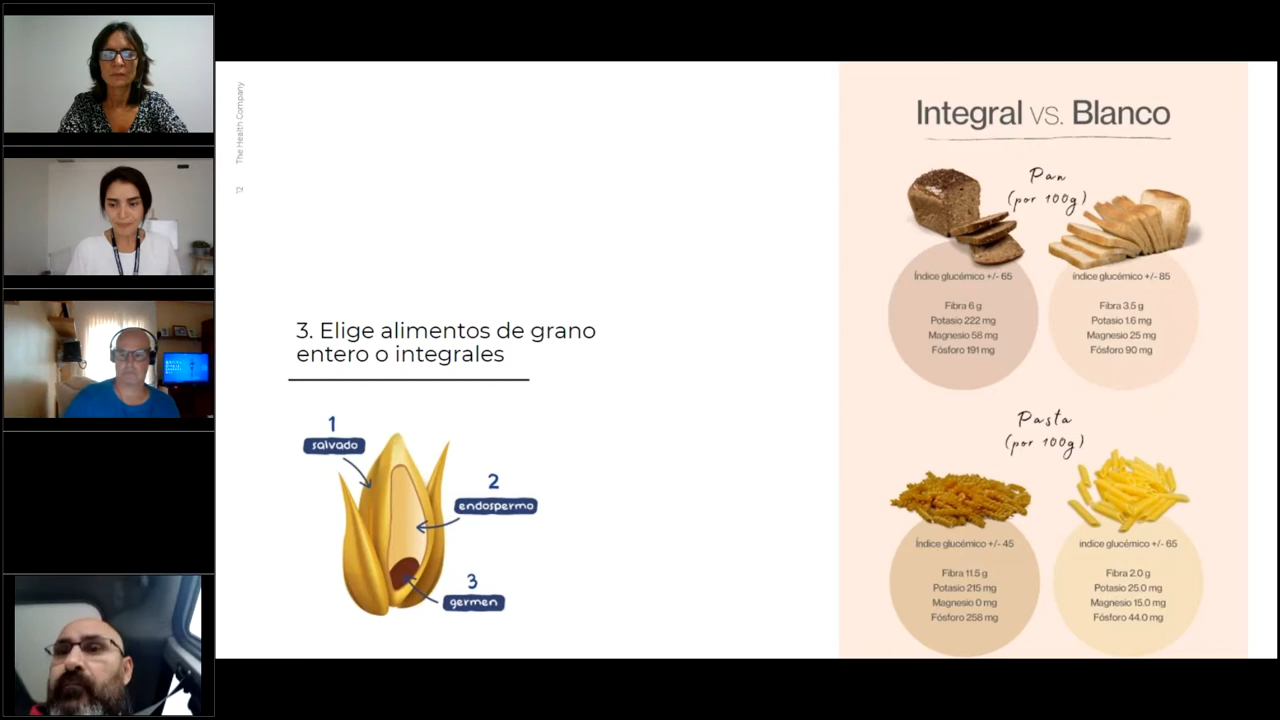 The Health Company
12
3. Elige alimentos de grano
entero o integrales
1
salvado
2
endospermo
3
germen
Integral vs. Blanco
Pan
(por 100g)
Índice glucémico +/- 65
Fibra 6 g
Potasio 222 mg
Magnesio 58 mg
Fósforo 191 mg
índice glucémico +/- 85
Fibra 3.5 g
Potasio 1.6 mg
Magnesio 25 mg
Fósforo 90 mg
Pasta
(por 100g)
Índice glucémico +/- 45
Fibra 11.5 g
Potasio 215 mg
Magnesio 0 mg
Fósforo 258 mg
índice glucémico +/- 65
Fibra 2.0 g
Potasio 25.0 mg
Magnesio 15.0 mg
Fósforo 44.0 mg